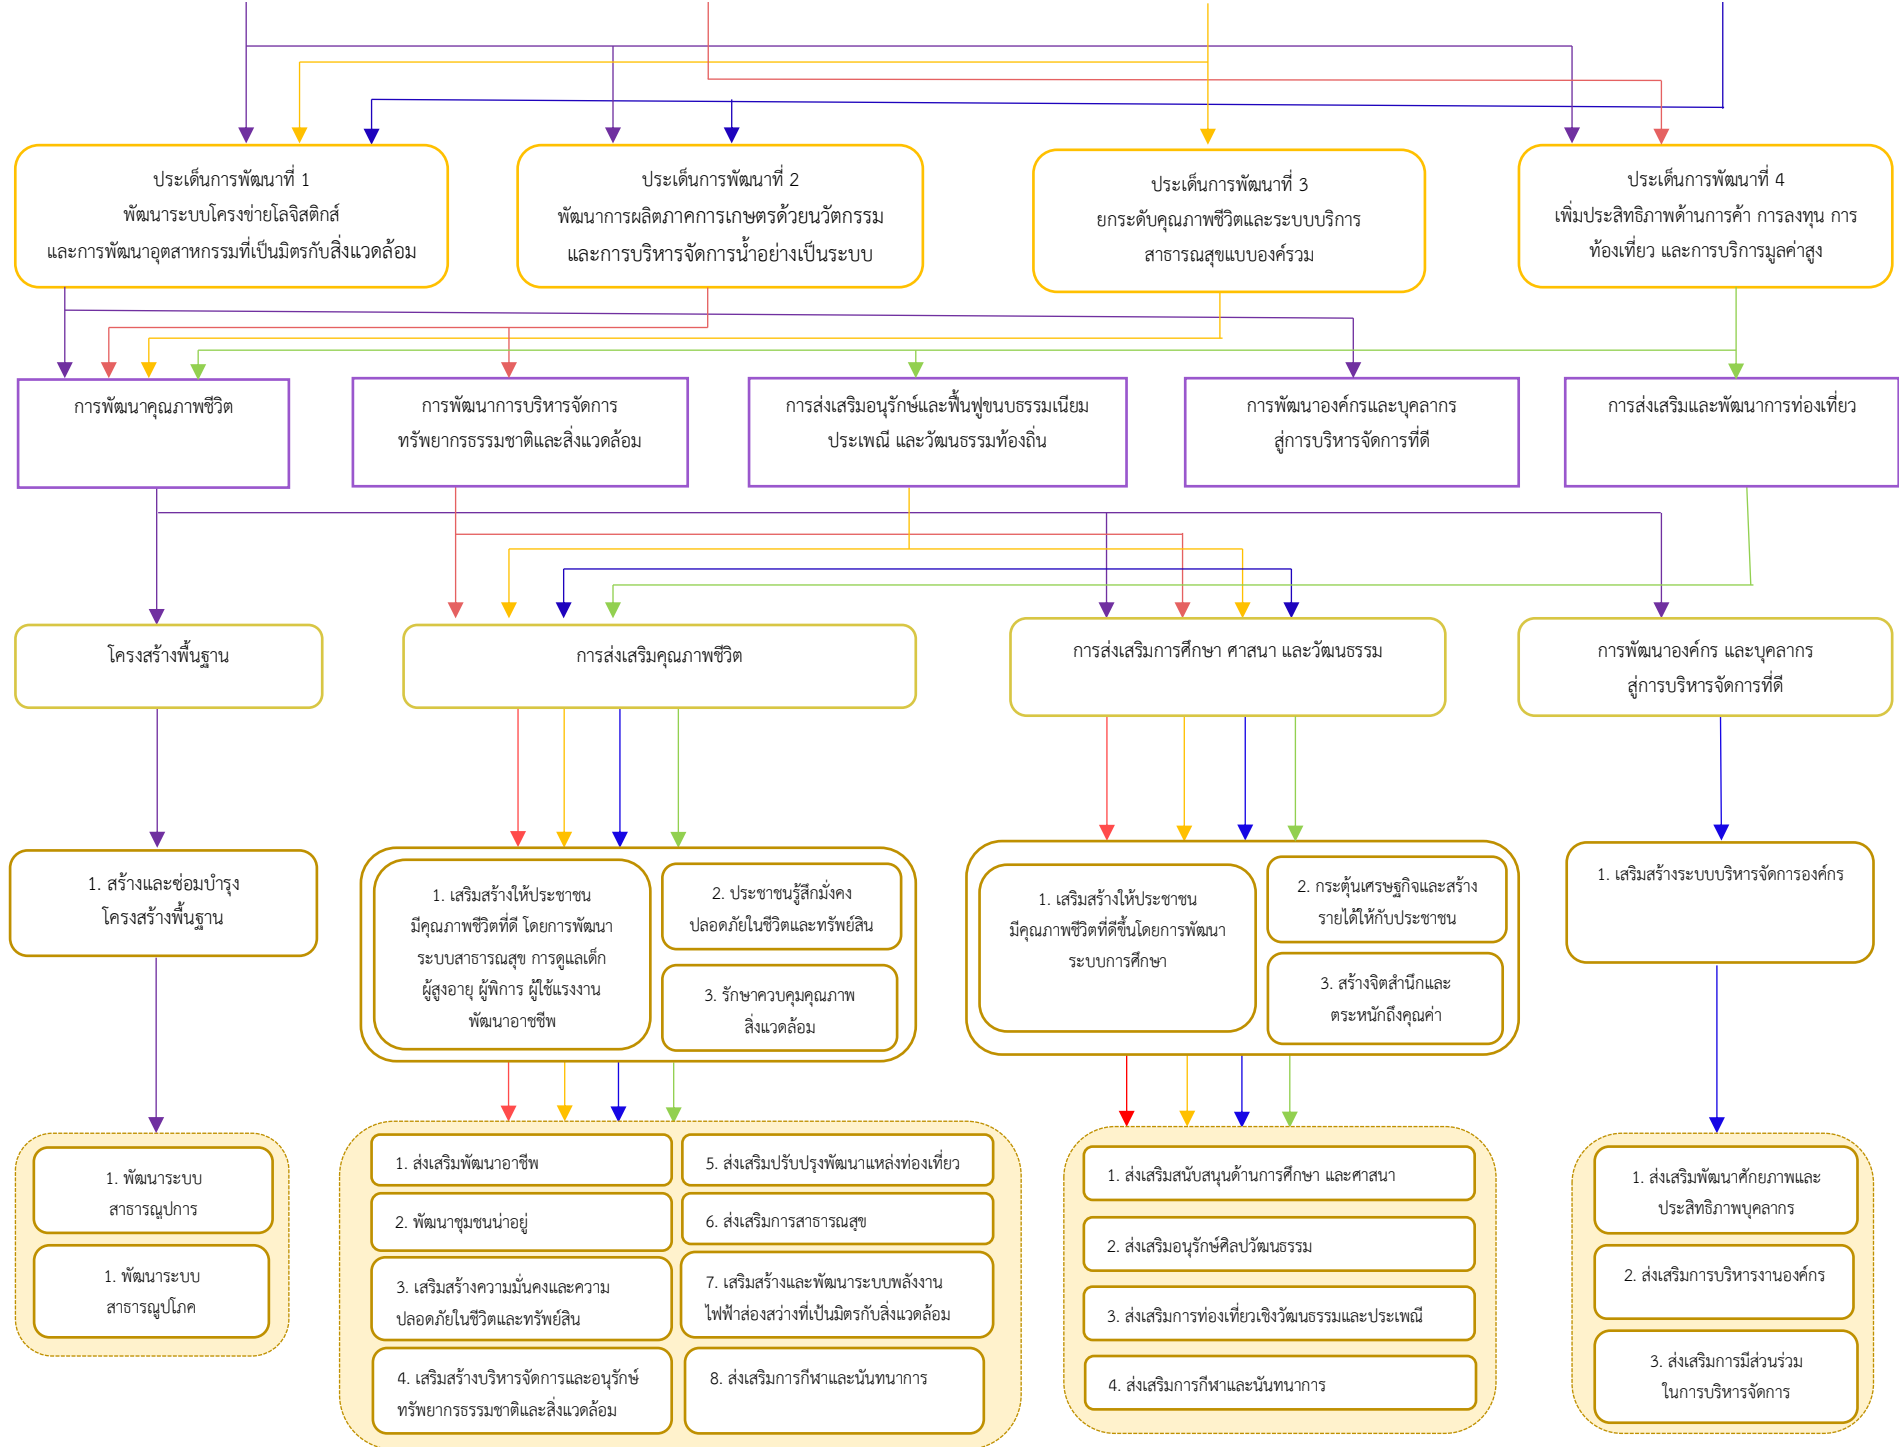 ประเด็นการพัฒนาที่ 1
พัฒนาระบบโครงข่ายโลจิสติกส์
และการพัฒนาอุตสาหกรรมที่เป็นมิตรกับสิ่งแวดล้อม
ประเด็นการพัฒนาที่ 2
พัฒนาการผลิตภาคการเกษตรด้วยนวัตกรรม
และการบริหารจัดการน้ำอย่างเป็นระบบ
ประเด็นการพัฒนาที่ 3
ยกระดับคุณภาพชีวิตและระบบบริการ
สาธารณสุขแบบองค์รวม
ประเด็นการพัฒนาที่ 4
เพิ่มประสิทธิภาพด้านการค้า การลงทุน การ
ท้องเที่ยว และการบริการมูลค่าสูง
การพัฒนาคุณภาพชีวิต
การพัฒนาการบริหารจัดการ
ทรัพยากรธรรมชาติและสิ่งแวดล้อม
การส่งเสริมอนุรักษ์และฟื้นฟูขนบธรรมเนียม
ประเพณี และวัฒนธรรมท้องถิ่น
การพัฒนาองค์กรและบุคลากร
สู่การบริหารจัดการที่ดี
การส่งเสริมและพัฒนาการท่องเที่ยว
โครงสร้างพื้นฐาน
การส่งเสริมคุณภาพชีวิต
การส่งเสริมการศึกษา ศาสนา และวัฒนธรรม
การพัฒนาองค์กร และบุคลากร
สู่การบริหารจัดการที่ดี
1. สร้างและซ่อมบำรุง
โครงสร้างพื้นฐาน
1. เสริมสร้างให้ประชาชน
มีคุณภาพชีวิตที่ดี โดยการพัฒนา
ระบบสาธารณสุข การดูแลเด็ก
ผู้สูงอายุ ผู้พิการ ผู้ใช้แรงงาน
พัฒนาอาชชีพ
2. ประชาชนรู้สึกมั่งคง
ปลอดภัยในชีวิตและทรัพย์สิน
3. รักษาควบคุมคุณภาพ
สิ่งแวดล้อม
1. เสริมสร้างให้ประชาชน
มีคุณภาพชีวิตที่ดีขึ้นโดยการพัฒนา
ระบบการศึกษา
2. กระตุ้นเศรษฐกิจและสร้าง
รายได้ให้กับประชาชน
3. สร้างจิตสำนึกและ
ตระหนักถึงคุณค่า
1. เสริมสร้างระบบบริหารจัดการองค์กร
1. พัฒนาระบบ
สาธารณูปการ
1. พัฒนาระบบ
สาธารณูปโภค
1. ส่งเสริมพัฒนาอาชีพ
2. พัฒนาชุมชนน่าอยู่
3. เสริมสร้างความมั่นคงและความ
ปลอดภัยในชีวิตและทรัพย์สิน
4. เสริมสร้างบริหารจัดการและอนุรักษ์
ทรัพยากรธรรมชาติและสิ่งแวดล้อม
5. ส่งเสริมปรับปรุงพัฒนาแหล่งท่องเที่ยว
6. ส่งเสริมการสาธารณสุข
7. เสริมสร้างและพัฒนาระบบพลังงาน
ไฟฟ้าส่องสว่างที่เป้นมิตรกับสิ่งแวดล้อม
8. ส่งเสริมการกีฬาและนันทนาการ
1. ส่งเสริมสนับสนุนด้านการศึกษา และศาสนา
2. ส่งเสริมอนุรักษ์ศิลปวัฒนธรรม
3. ส่งเสริมการท่องเที่ยวเชิงวัฒนธรรมและประเพณี
4. ส่งเสริมการกีฬาและนันทนาการ
1. ส่งเสริมพัฒนาศักยภาพและ
ประสิทธิภาพบุคลากร
2. ส่งเสริมการบริหารงานองค์กร
3. ส่งเสริมการมีส่วนร่วม
ในการบริหารจัดการ